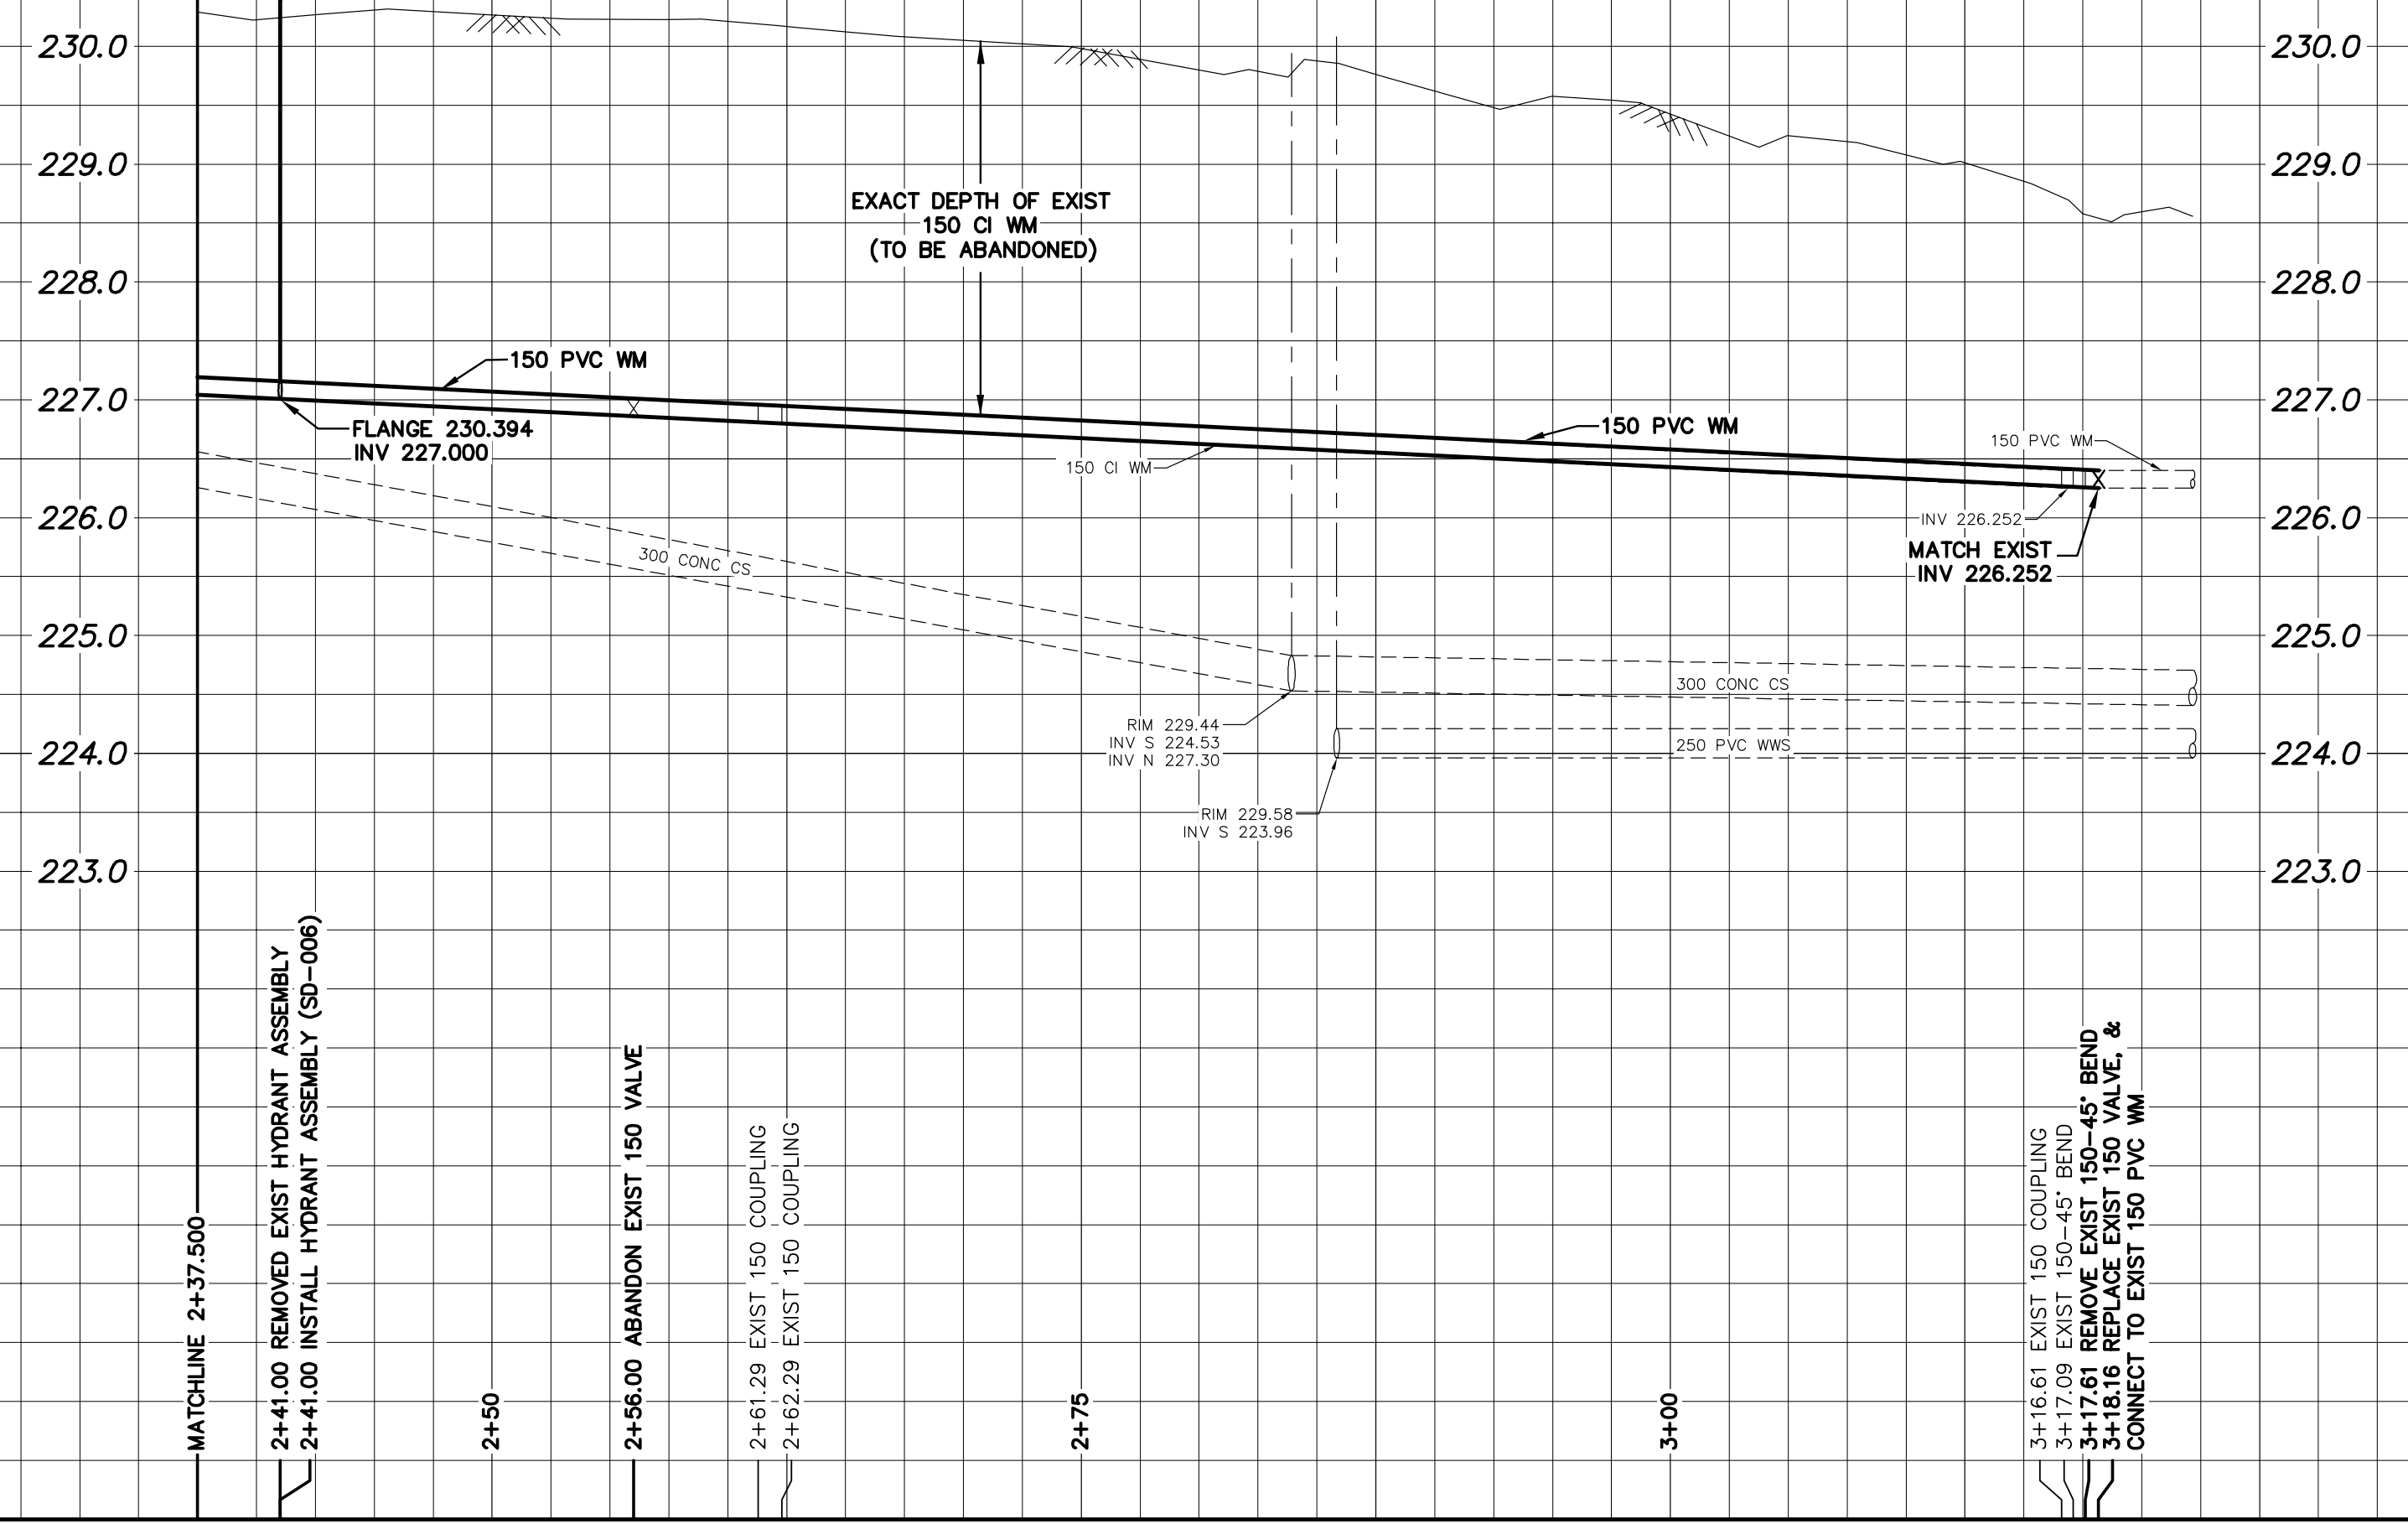 230.0
230.0
229.0
229.0
EXACT DEPTH OF EXIST
150 CI WM
(TO BE ABANDONED)
228.0
228.0
150 PVC WM
227.0
227.0
FLANGE 230.394
INV 227.000
150 PVC WM
150 PVC WM
150 CI WM
226.0
226.0
INV 226.252
MATCH EXIST
INV 226.252
300 CONC CS
225.0
225.0
300 CONC CS
RIM 229.44
INV S 224.53
INV N 227.30
250 PVC WWS
224.0
224.0
RIM 229.58
INV S 223.96
223.0
223.0
MATCHLINE 2+37.500
2+41.00 REMOVED EXIST HYDRANT ASSEMBLY
2+41.00 INSTALL HYDRANT ASSEMBLY (SD-006)
2+50
2+56.00 ABANDON EXIST 150 VALVE
2+61.29 EXIST 150 COUPLING
2+62.29 EXIST 150 COUPLING
2+75
3+00
3+16.61 EXIST 150 COUPLING
3+17.09 EXIST 150-45° BEND
3+17.61 REMOVE EXIST 150-45° BEND
3+18.16 REPLACE EXIST 150 VALVE, &
CONNECT TO EXIST 150 PVC WM